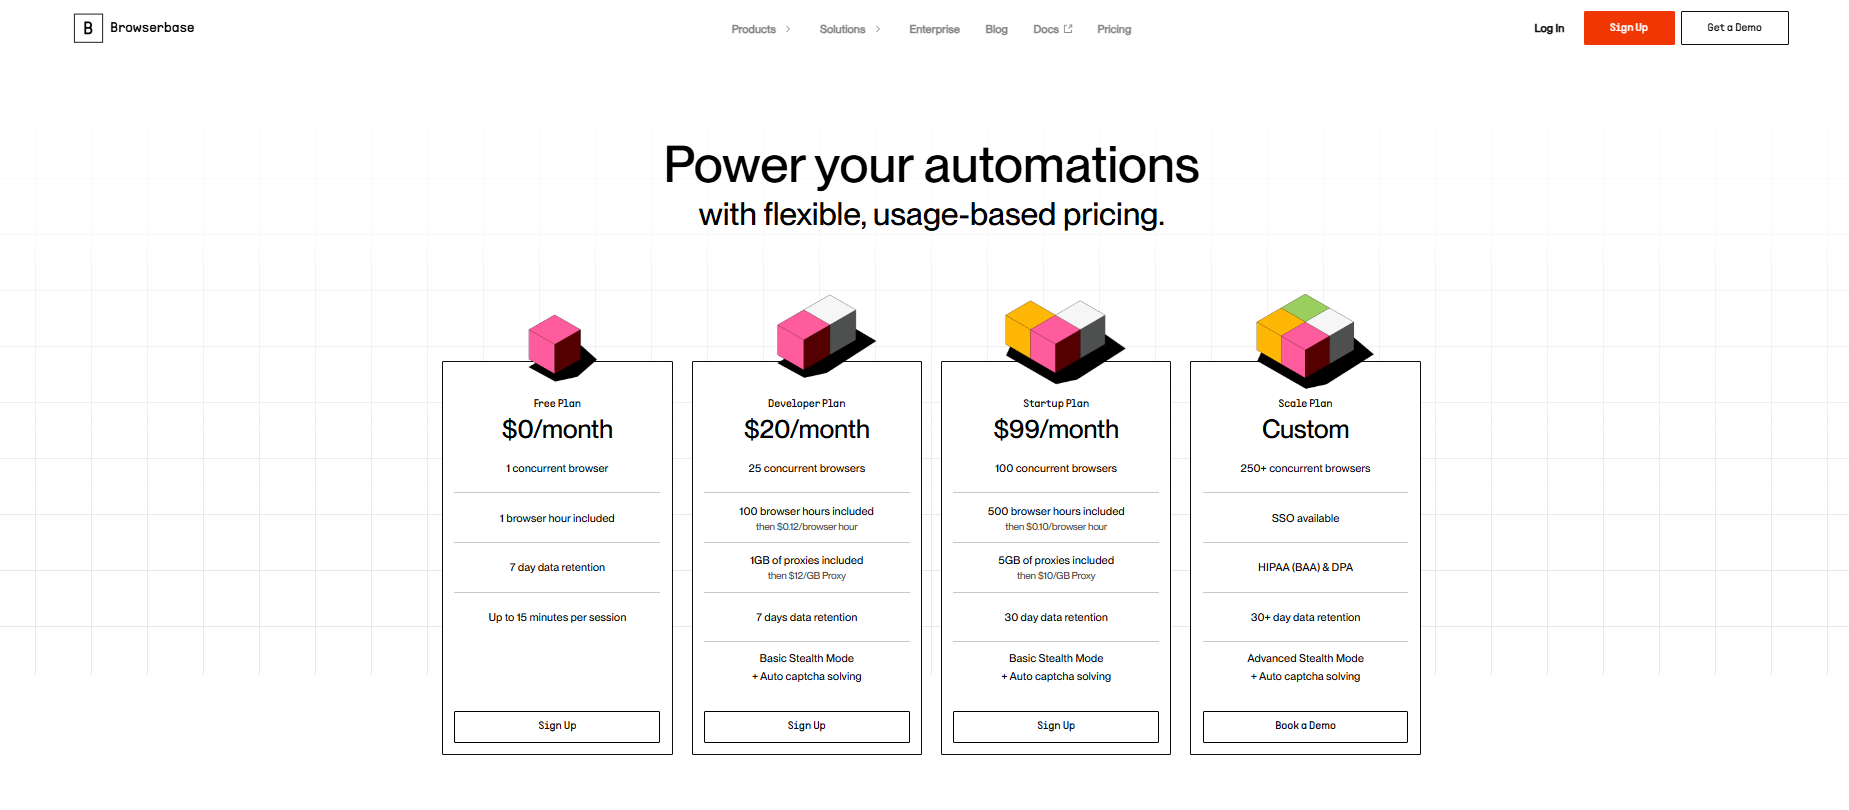 B Browserbase
Products Solutions Enterprise Blog Docs Pricing
Log In Sign Up Get a Demo
Power your automations
with flexible, usage-based pricing.
Free Plan
$0/month
1 concurrent browser
1 browser hour included
7 day data retention
Up to 15 minutes per session
Sign Up
Developer Plan
$20/month
25 concurrent browsers
100 browser hours included
then $0.12/browser hour
1GB of proxies included
then $12/GB Proxy
7 days data retention
Basic Stealth Mode
+ Auto captcha solving
Sign Up
Startup Plan
$99/month
100 concurrent browsers
500 browser hours included
then $0.10/browser hour
5GB of proxies included
then $10/GB Proxy
30 day data retention
Basic Stealth Mode
+ Auto captcha solving
Sign Up
Scale Plan
Custom
250+ concurrent browsers
SSO available
HIPAA (BAA) & DPA
30+ day data retention
Advanced Stealth Mode
+ Auto captcha solving
Book a Demo